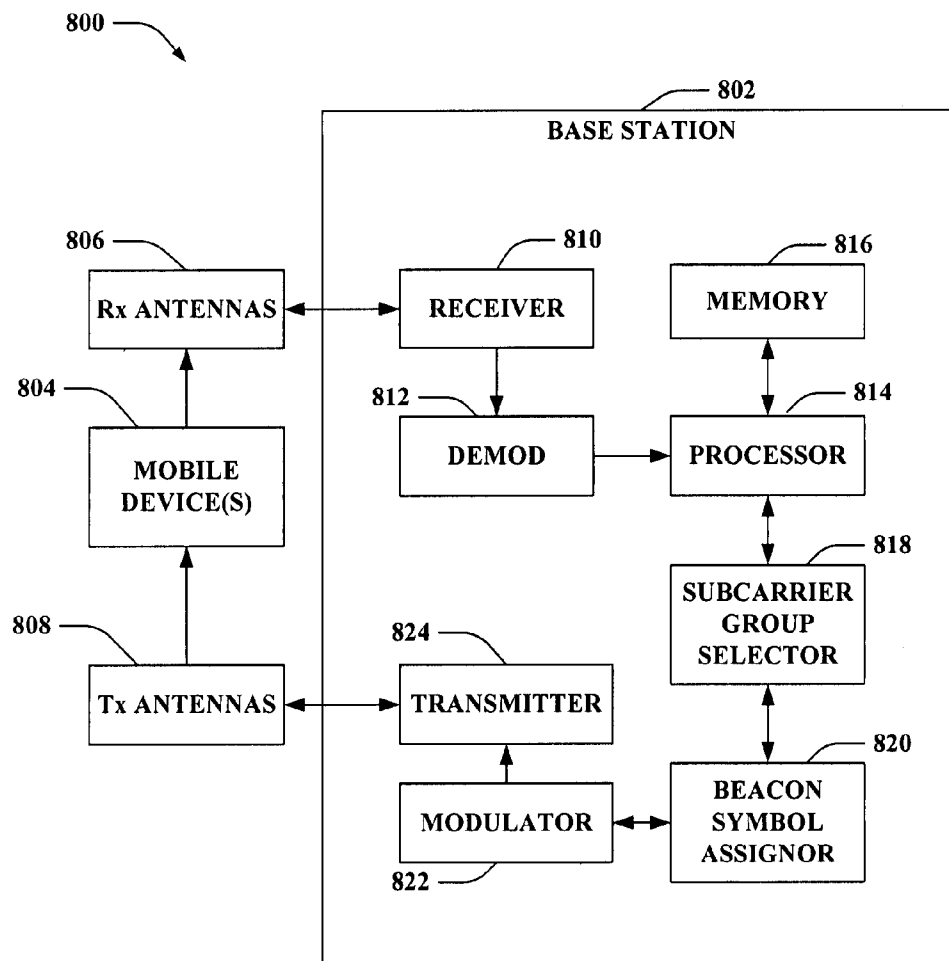 800
802
BASE STATION
806
810
816
Rx ANTENNAS
RECEIVER
MEMORY
804
812
814
MOBILE
DEVICE(S)
DEMOD
PROCESSOR
818
SUBCARRIER
GROUP
SELECTOR
808
824
Tx ANTENNAS
TRANSMITTER
820
BEACON
SYMBOL
ASSIGNOR
MODULATOR
822